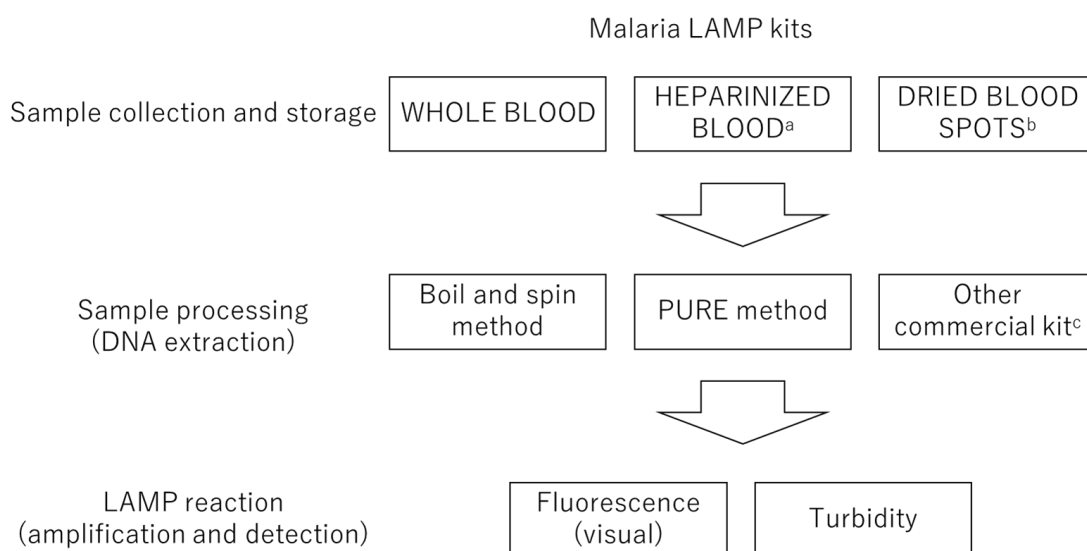 Malaria LAMP kits
Sample collection and storage
WHOLE BLOOD
HEPARINIZED
BLOODᵃ
DRIED BLOOD
SPOTSᵇ
Sample processing
(DNA extraction)
Boil and spin
method
PURE method
Other
commercial kitᶜ
LAMP reaction
(amplification and detection)
Fluorescence
(visual)
Turbidity